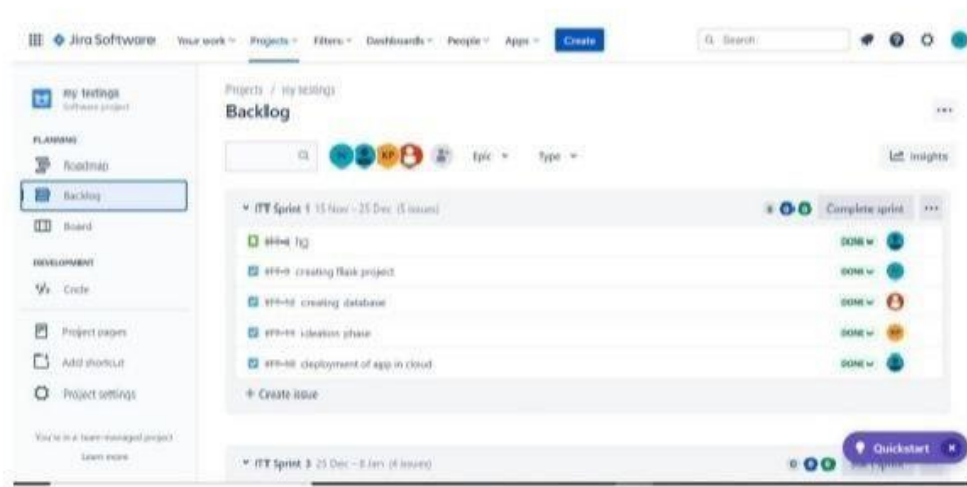 Jira Software Your work Projects Filters Dashboards People Apps Create Search
my testings
Software project
Projects / my testings
Backlog
PLANNING
Roadmap
Backlog
Board
DEVELOPMENT
Code
Project pages
Add shortcut
Project settings
You're in a team-managed project
Learn more
KP Epic Type Insights
ITT Sprint 1 15 Nov – 25 Dec (5 issues) Complete sprint
hg DONE
creating flask project DONE
creating database DONE
ideation phase DONE KP
deployment of app in cloud DONE
+ Create issue
ITT Sprint 3 25 Dec – 8 Jan (4 issues)
Quickstart